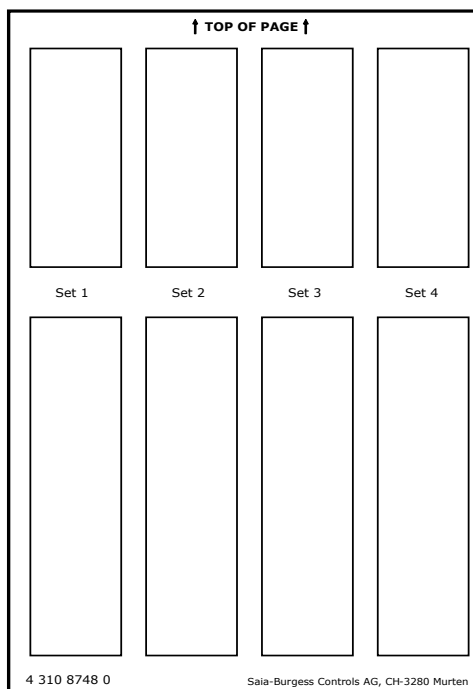 TOP OF PAGE
Set 1 Set 2 Set 3 Set 4
4 310 8748 0 Saia-Burgess Controls AG, CH-3280 Murten